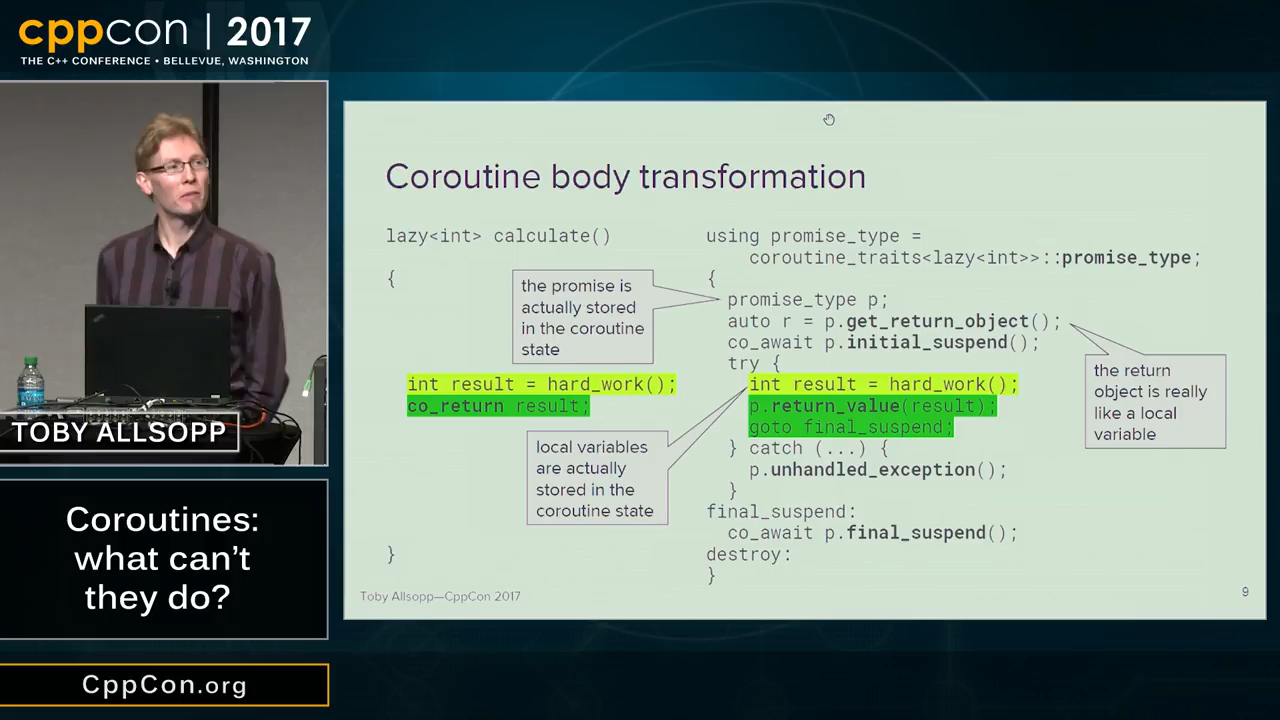 cppcon | 2017
THE C++ CONFERENCE • BELLEVUE, WASHINGTON
TOBY ALLSOPP
Coroutines:
what can't
they do?
CppCon.org
Coroutine body transformation
lazy<int> calculate()
{
int result = hard_work();
co_return result;
}
using promise_type =
coroutine_traits<lazy<int>>::promise_type;
{
promise_type p;
auto r = p.get_return_object();
co_await p.initial_suspend();
try {
int result = hard_work();
p.return_value(result);
goto final_suspend;
} catch (...) {
p.unhandled_exception();
}
final_suspend:
co_await p.final_suspend();
destroy:
}
the promise is
actually stored
in the coroutine
state
local variables
are actually
stored in the
coroutine state
the return
object is really
like a local
variable
Toby Allsopp—CppCon 2017
9